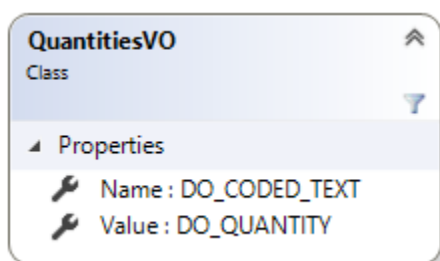 QuantitiesVO
Class
Properties
Name : DO_CODED_TEXT
Value : DO_QUANTITY